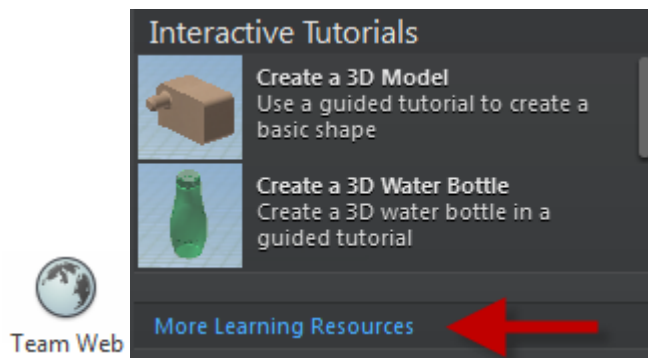 Interactive Tutorials
Create a 3D Model
Use a guided tutorial to create a
basic shape
Create a 3D Water Bottle
Create a 3D water bottle in a
guided tutorial
More Learning Resources
Team Web